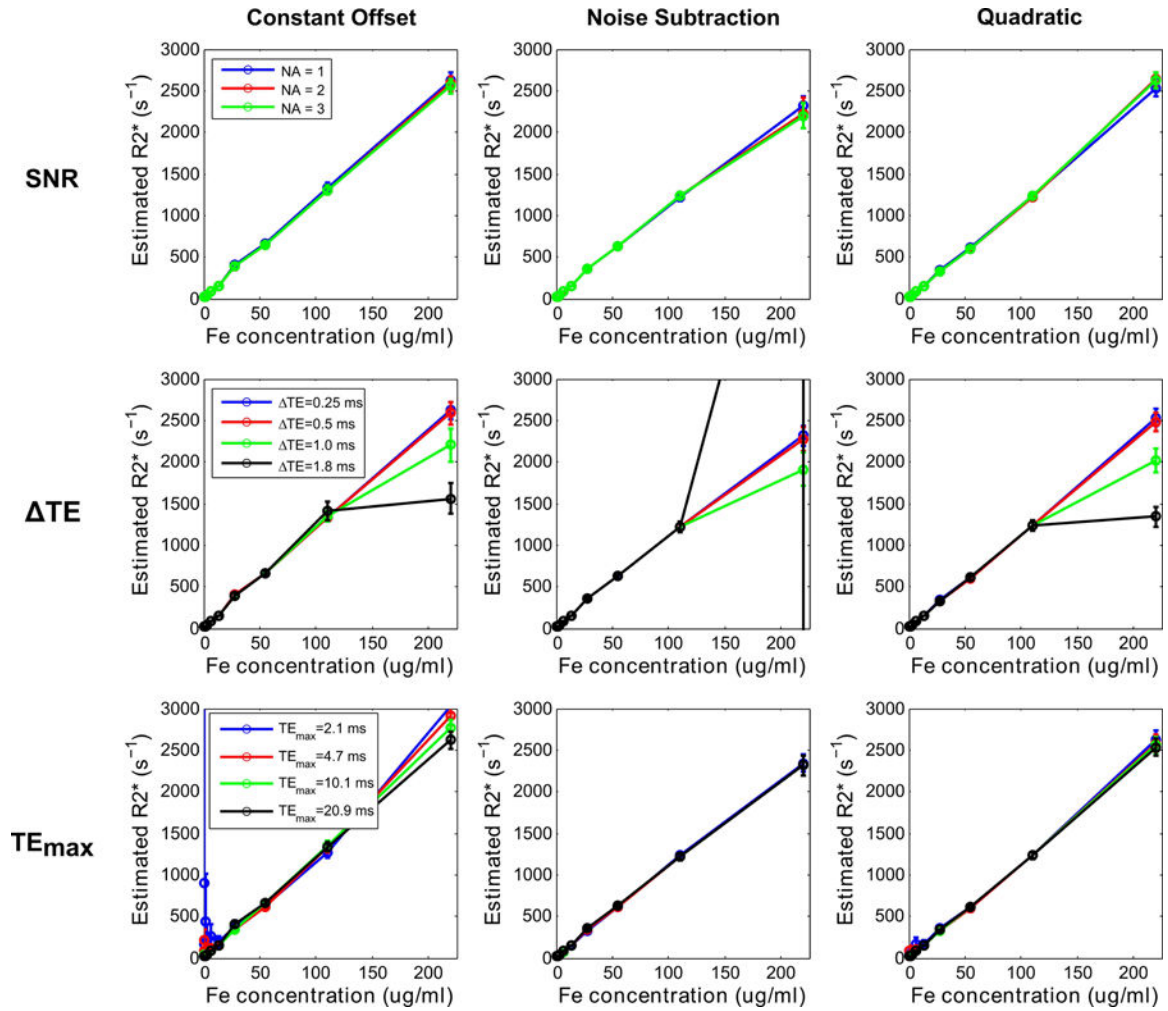 Constant Offset
Noise Subtraction
Quadratic
SNR
Estimated R2* (s⁻¹)
3000
2500
2000
1500
1000
500
0
NA = 1
NA = 2
NA = 3
0 50 100 150 200
Fe concentration (ug/ml)
Estimated R2* (s⁻¹)
3000
2500
2000
1500
1000
500
0
0 50 100 150 200
Fe concentration (ug/ml)
Estimated R2* (s⁻¹)
3000
2500
2000
1500
1000
500
0
0 50 100 150 200
Fe concentration (ug/ml)
ΔTE
Estimated R2* (s⁻¹)
3000
2500
2000
1500
1000
500
0
ΔTE=0.25 ms
ΔTE=0.5 ms
ΔTE=1.0 ms
ΔTE=1.8 ms
0 50 100 150 200
Fe concentration (ug/ml)
Estimated R2* (s⁻¹)
3000
2500
2000
1500
1000
500
0
0 50 100 150 200
Fe concentration (ug/ml)
Estimated R2* (s⁻¹)
3000
2500
2000
1500
1000
500
0
0 50 100 150 200
Fe concentration (ug/ml)
TEmax
Estimated R2* (s⁻¹)
3000
2500
2000
1500
1000
500
0
TEmax=2.1 ms
TEmax=4.7 ms
TEmax=10.1 ms
TEmax=20.9 ms
0 50 100 150 200
Fe concentration (ug/ml)
Estimated R2* (s⁻¹)
3000
2500
2000
1500
1000
500
0
0 50 100 150 200
Fe concentration (ug/ml)
Estimated R2* (s⁻¹)
3000
2500
2000
1500
1000
500
0
0 50 100 150 200
Fe concentration (ug/ml)